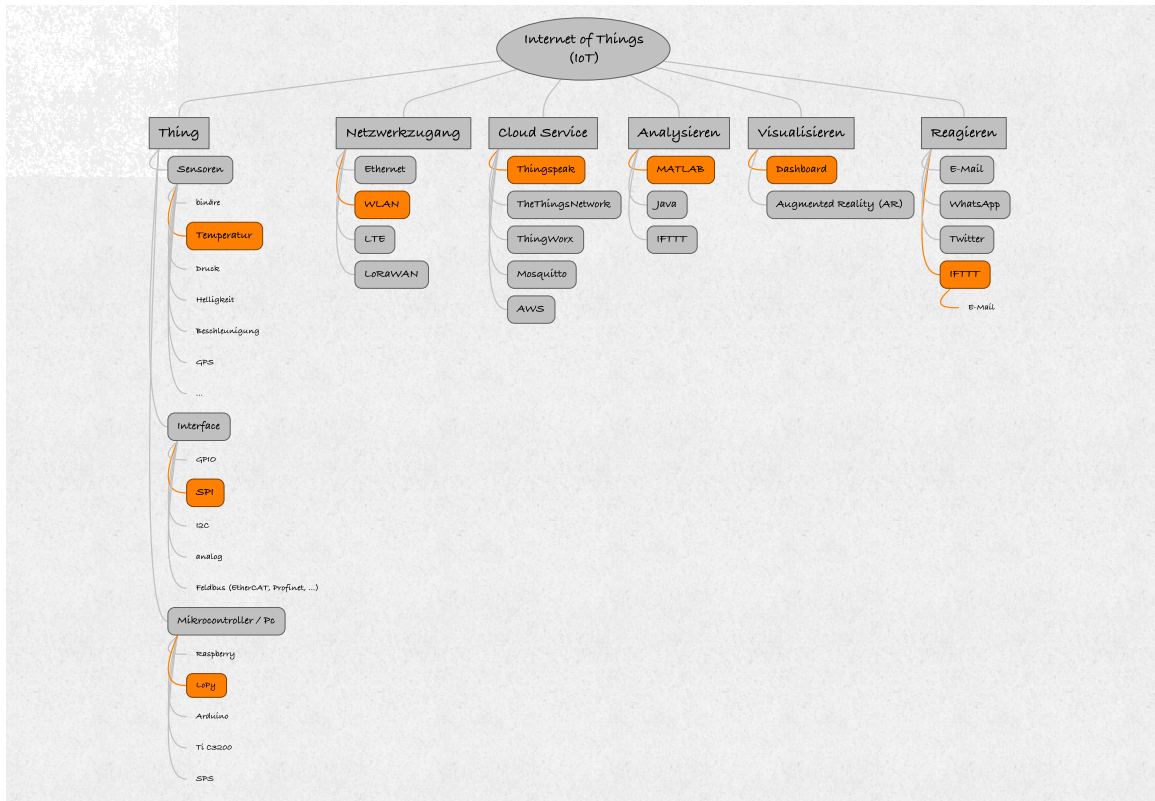 Internet of Things
(IoT)
Thing
Sensoren
binäre
Temperatur
Druck
Helligkeit
Beschleunigung
GPS
...
Interface
GPIO
SPI
I2C
analog
Feldbus (EtherCAT, Profinet, ...)
Mikrocontroller / Pc
Raspberry
LoPy
Arduino
Ti C3200
SPS
Netzwerkzugang
Ethernet
WLAN
LTE
LoRaWAN
Cloud Service
Thingspeak
TheThingsNetwork
ThingWorx
Mosquitto
AWS
Analysieren
MATLAB
Java
IFTTT
Visualisieren
Dashboard
Augmented Reality (AR)
Reagieren
E-Mail
WhatsApp
Twitter
IFTTT
E-Mail